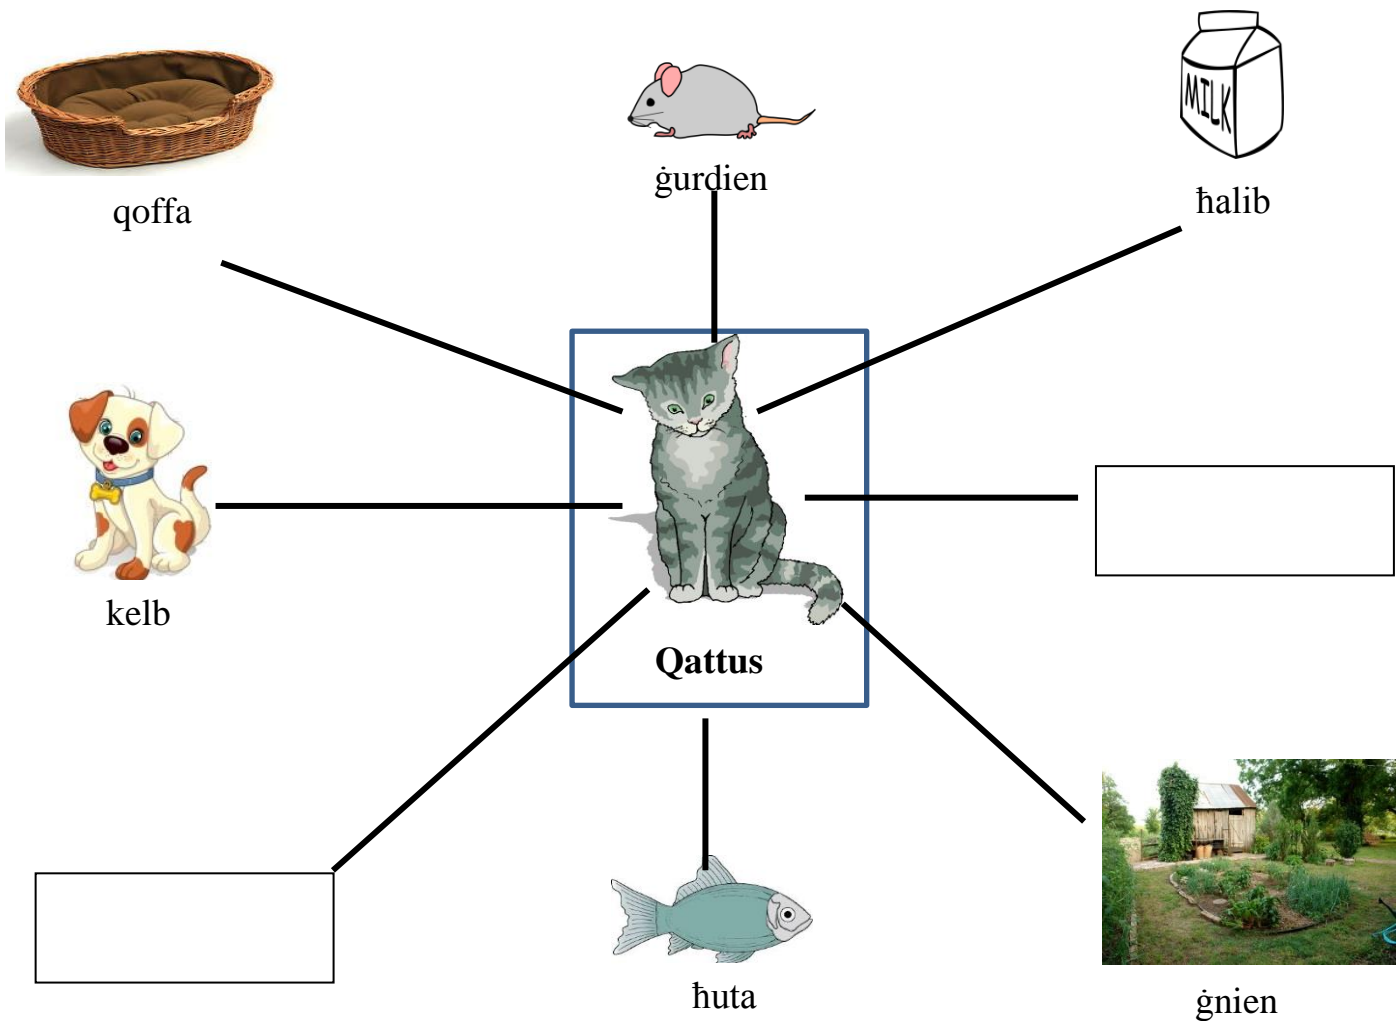 MILK
ġurdien
ħalib
qoffa
kelb
Qattus
ħuta
ġnien